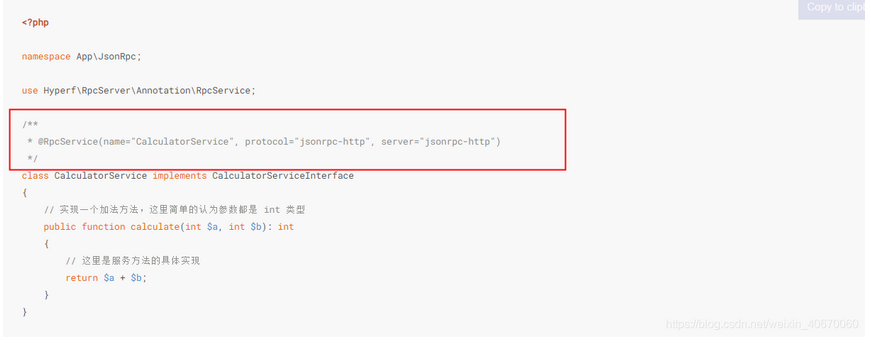 Copy to clip
<?php
namespace App\JsonRpc;
use Hyperf\RpcServer\Annotation\RpcService;
/**
* @RpcService(name="CalculatorService", protocol="jsonrpc-http", server="jsonrpc-http")
*/
class CalculatorService implements CalculatorServiceInterface
{
// 实现一个加法方法，这里简单的认为参数都是 int 类型
public function calculate(int $a, int $b): int
{
// 这里是服务方法的具体实现
return $a + $b;
}
}
https://blog.csdn.net/weixin_40670060